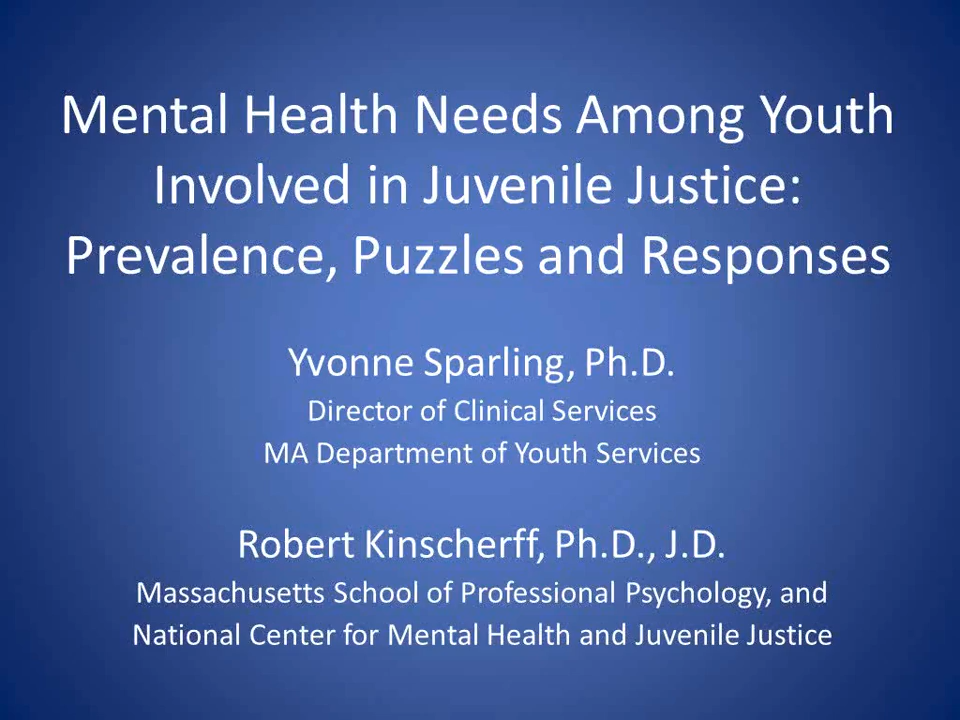 Mental Health Needs Among Youth
Involved in Juvenile Justice:
Prevalence, Puzzles and Responses
Yvonne Sparling, Ph.D.
Director of Clinical Services
MA Department of Youth Services
Robert Kinscherff, Ph.D., J.D.
Massachusetts School of Professional Psychology, and
National Center for Mental Health and Juvenile Justice